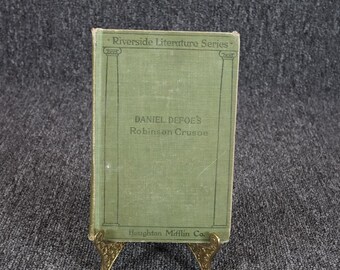 Riverside Literature Series
DANIEL DEFOE'S
Robinson Crusoe
Houghton Mifflin Co.